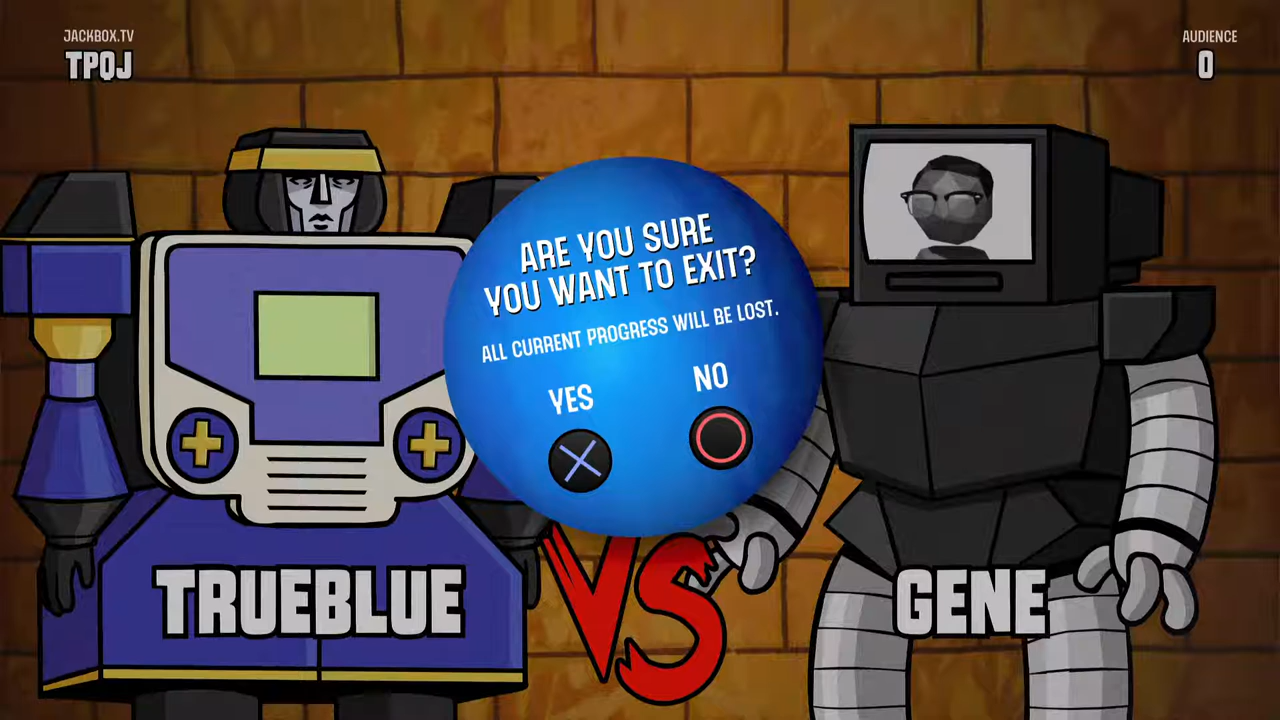 JACKBOX.TV
TPQJ
AUDIENCE
0
ARE YOU SURE
YOU WANT TO EXIT?
ALL CURRENT PROGRESS WILL BE LOST.
YES
NO
VS
TRUEBLUE
GENE